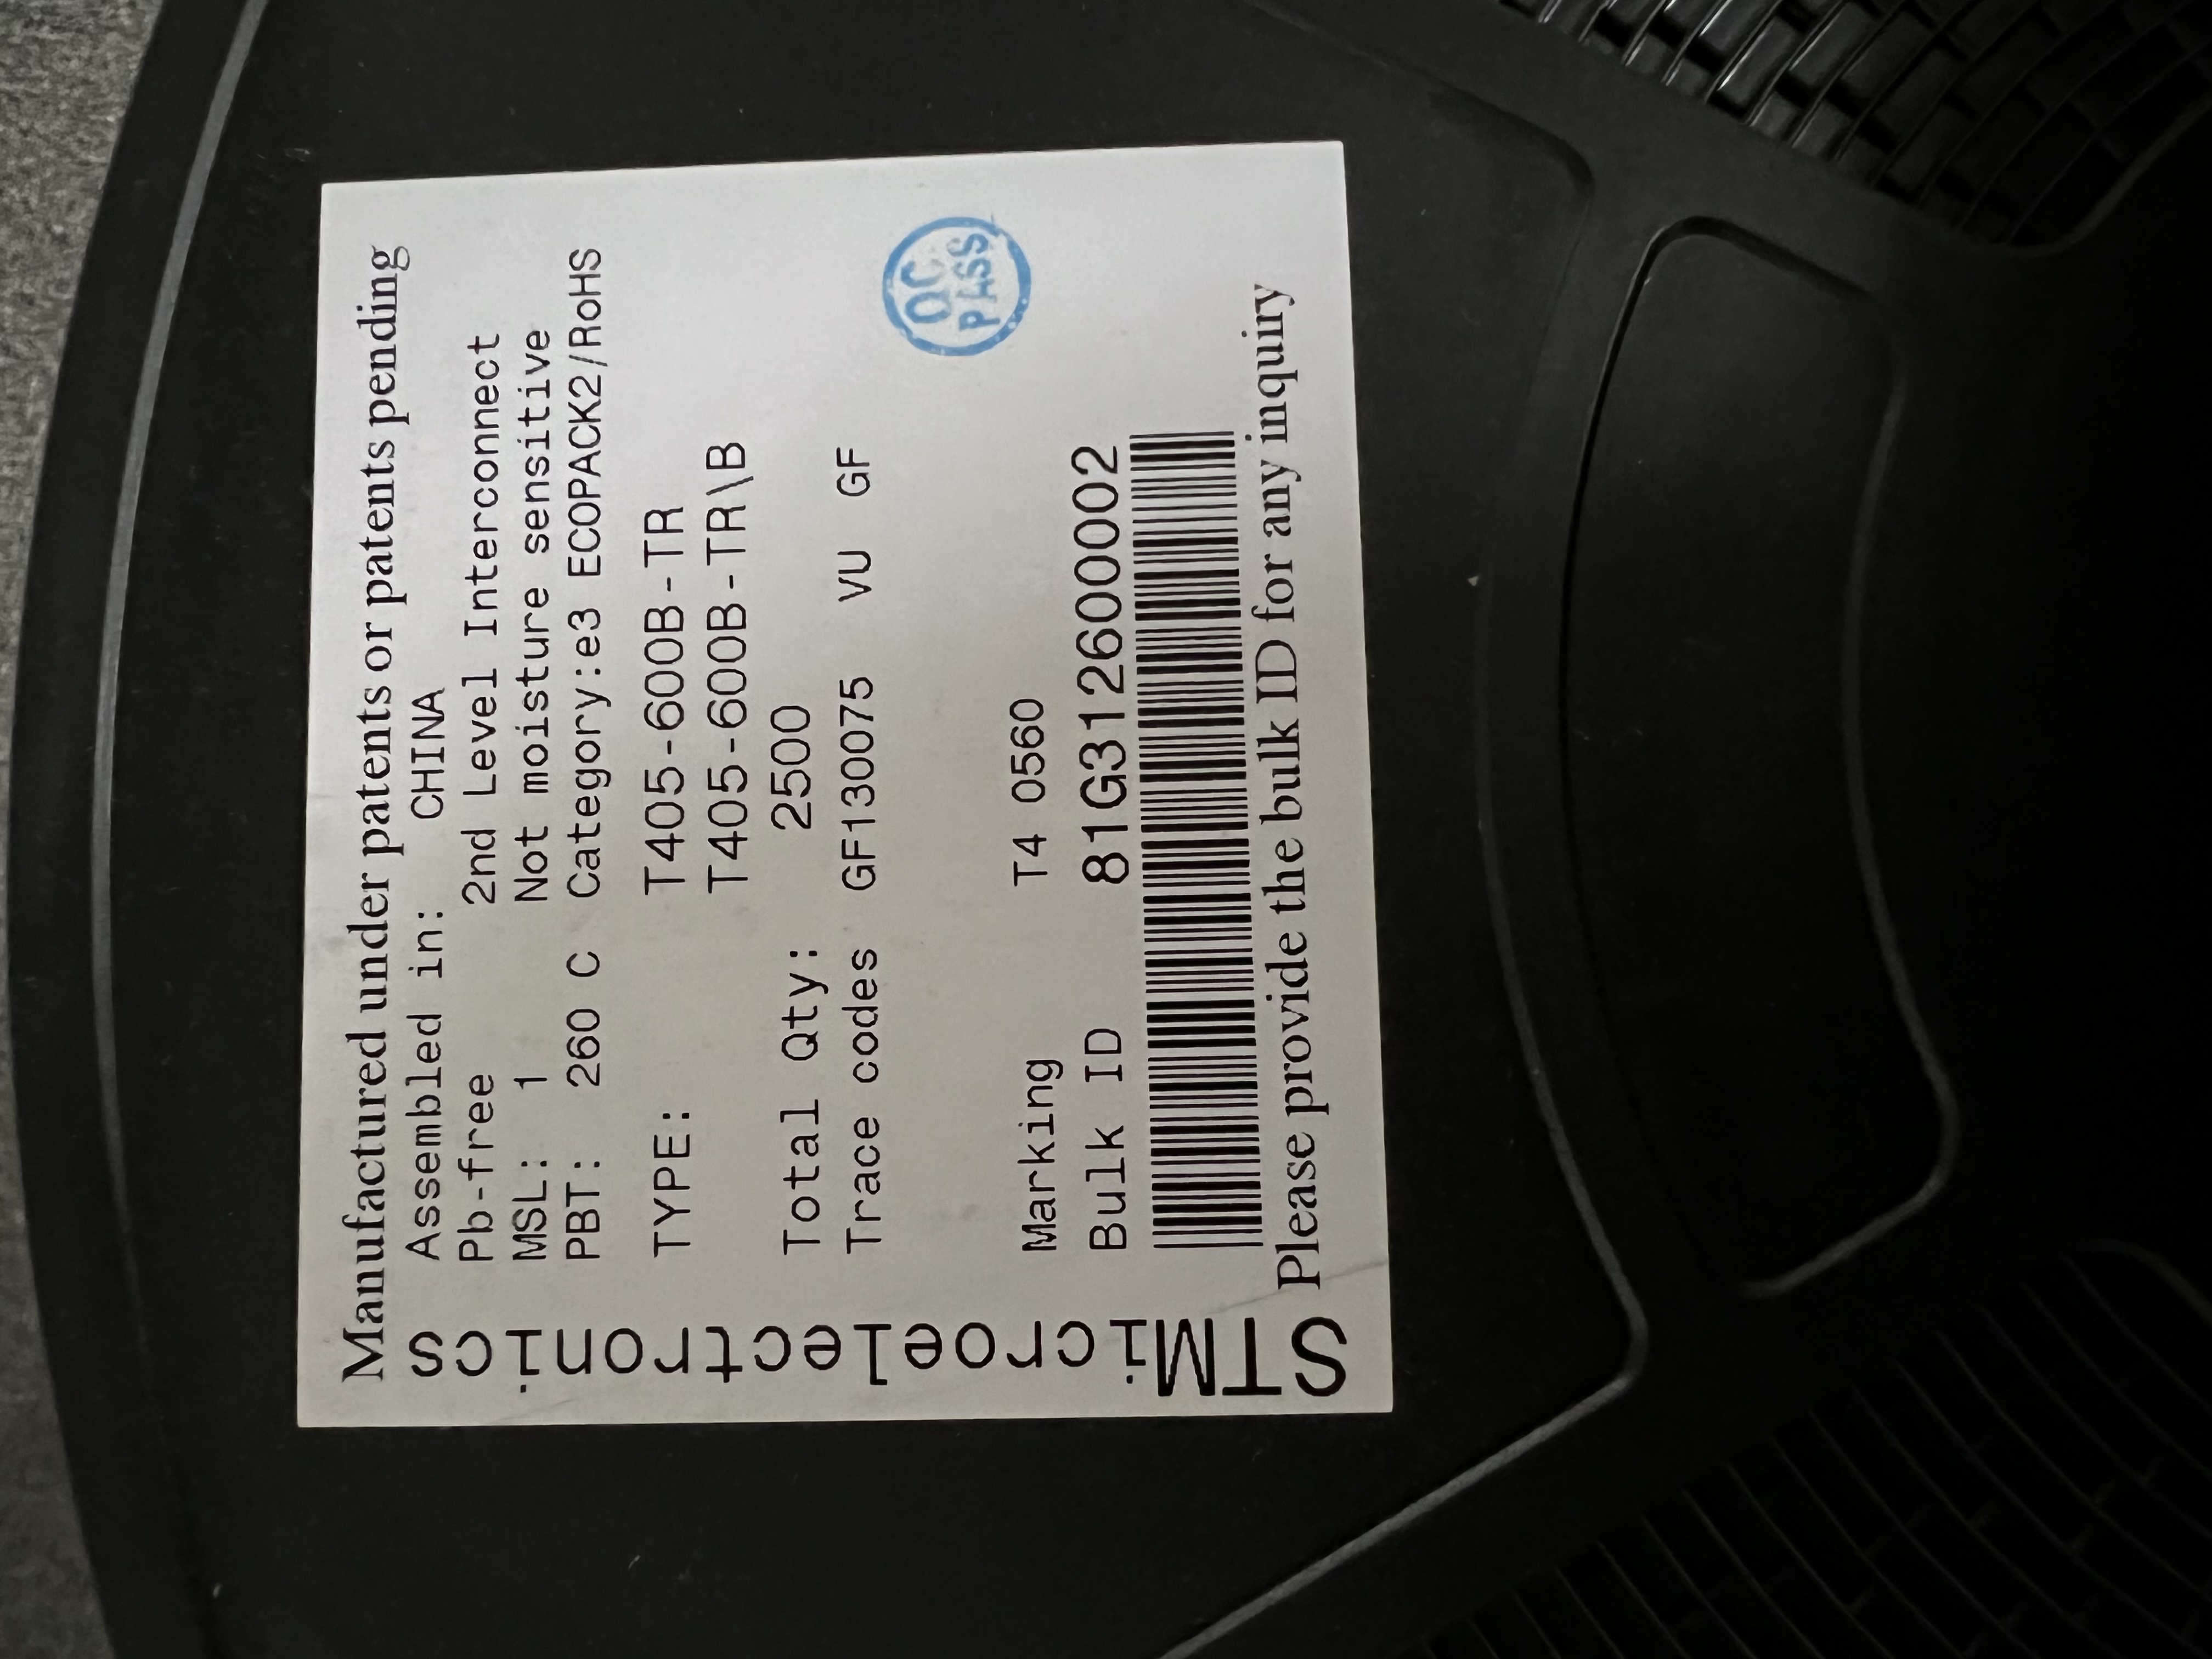 Manufactured under patents or patents pending
Assembled in: CHINA
Pb-free 2nd Level Interconnect
MSL: 1 Not moisture sensitive
PBT: 260 C Category:e3 ECOPACK2/RoHS
TYPE: T405-600B-TR
T405-600B-TR\B
Total Qty: 2500
Trace codes GF130075 VU GF
Marking T4 0560
Bulk ID 81G312600002
Please provide the bulk ID for any inquiry
STMicroelectronics
QC
PASS